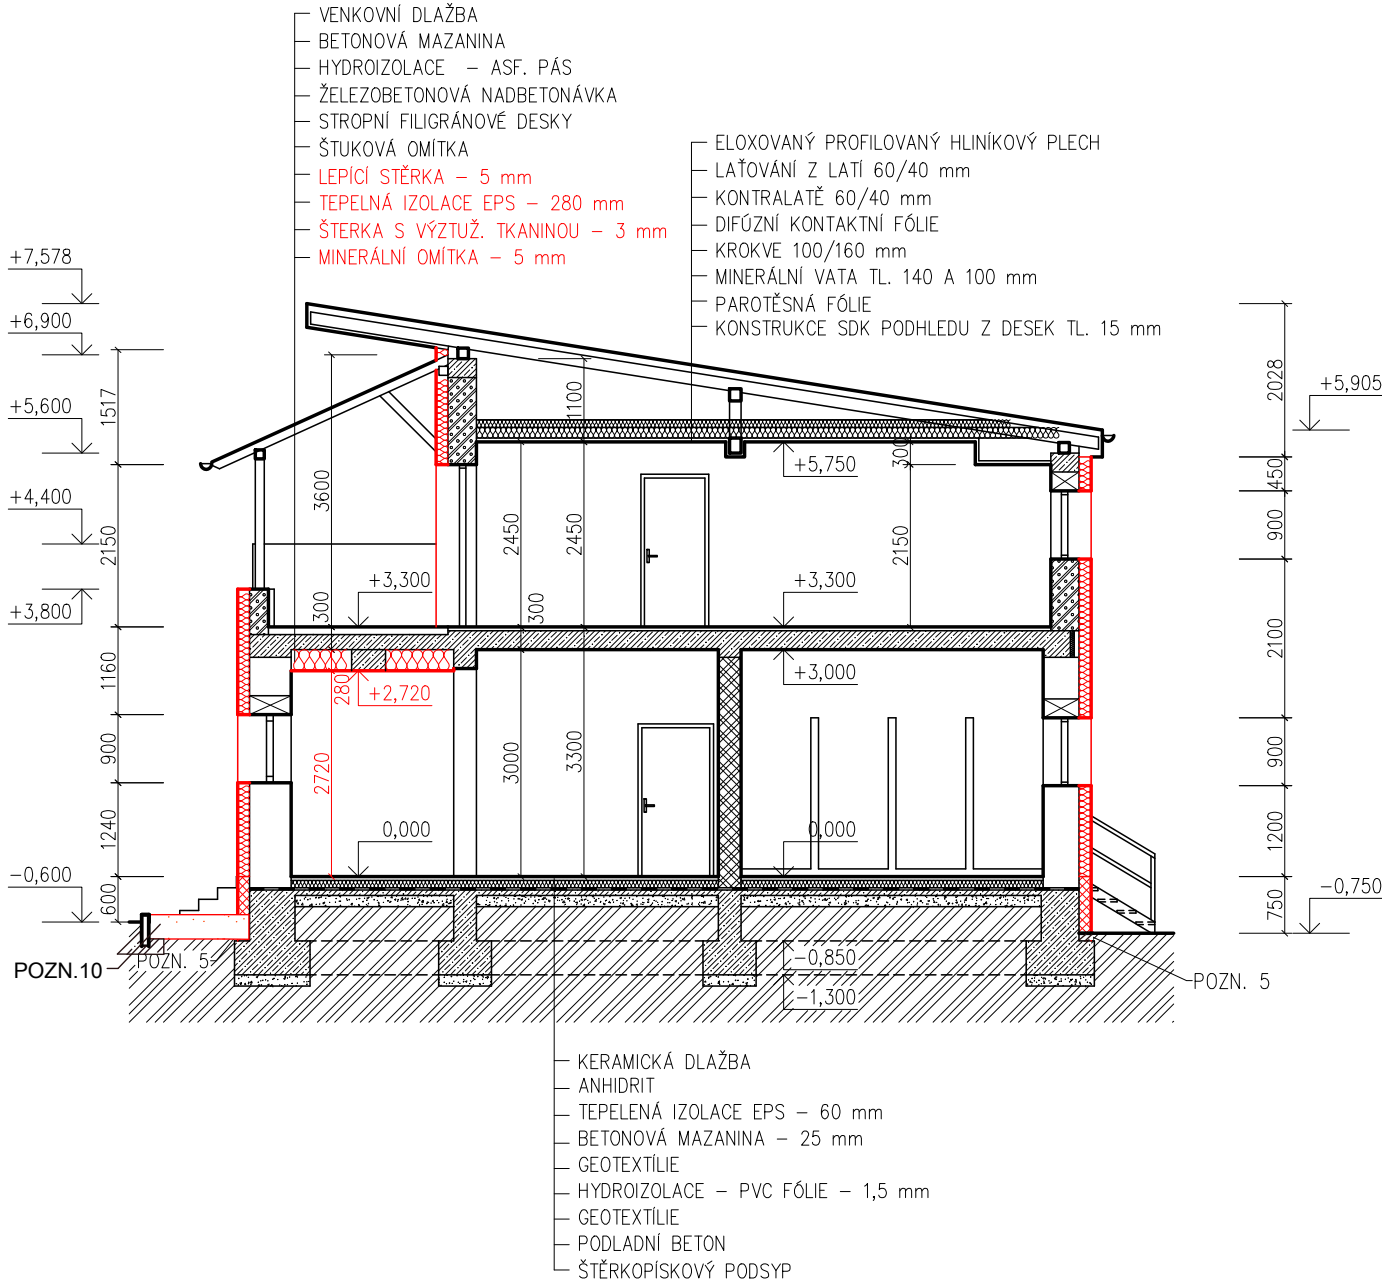 VENKOVNÍ DLAŽBA
BETONOVÁ MAZANINA
HYDROIZOLACE - ASF. PÁS
ŽELEZOBETONOVÁ NADBETONÁVKA
STROPNÍ FILIGRÁNOVÉ DESKY
ŠTUKOVÁ OMÍTKA
LEPÍCÍ STĚRKA - 5 mm
TEPELNÁ IZOLACE EPS - 280 mm
ŠTERKA S VÝZTUŽ. TKANINOU - 3 mm
MINERÁLNÍ OMÍTKA - 5 mm
ELOXOVANÝ PROFILOVANÝ HLINÍKOVÝ PLECH
LAŤOVÁNÍ Z LATÍ 60/40 mm
KONTRALATĚ 60/40 mm
DIFÚZNÍ KONTAKTNÍ FÓLIE
KROKVE 100/160 mm
MINERÁLNÍ VATA TL. 140 A 100 mm
PAROTĚSNÁ FÓLIE
KONSTRUKCE SDK PODHLEDU Z DESEK TL. 15 mm
+7,578
+6,900
+5,600
+4,400
+3,800
-0,600
1517
2150
1160
900
1240
600
3600
300
280
2720
1100
2450
2450
300
3000
3300
300
2150
+5,750
+3,300
+3,300
+3,000
+2,720
0,000
0,000
-0,850
-1,300
2028
450
900
2100
900
1200
750
+5,905
-0,750
POZN.10
POZN. 5
POZN. 5
KERAMICKÁ DLAŽBA
ANHIDRIT
TEPELENÁ IZOLACE EPS - 60 mm
BETONOVÁ MAZANINA - 25 mm
GEOTEXTÍLIE
HYDROIZOLACE - PVC FÓLIE - 1,5 mm
GEOTEXTÍLIE
PODLADNÍ BETON
ŠTĚRKOPÍSKOVÝ PODSYP